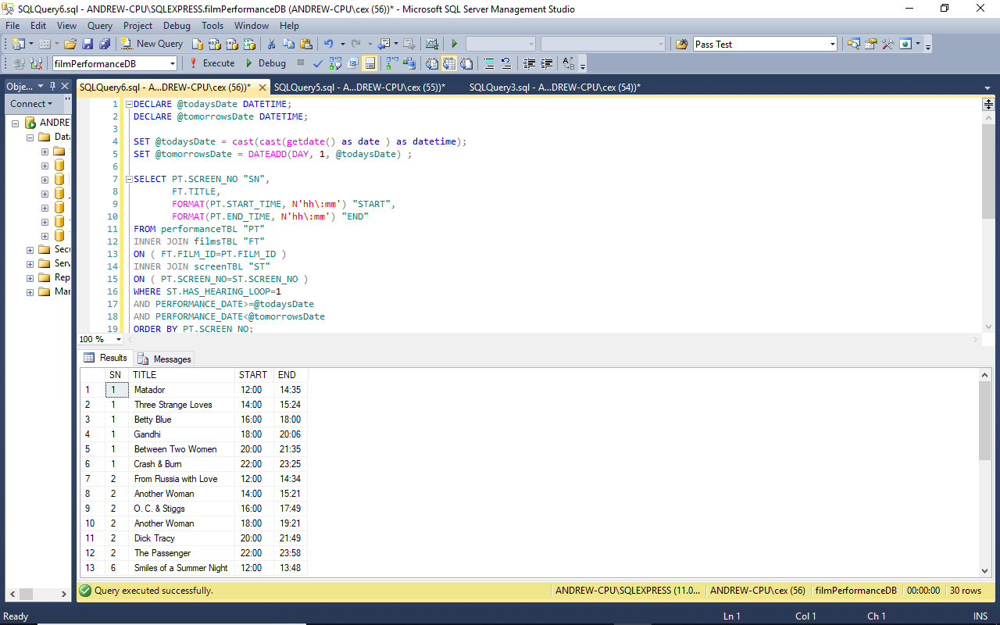 SQLQuery6.sql - ANDREW-CPU\SQLEXPRESS.filmPerformanceDB (ANDREW-CPU\cex (56))* - Microsoft SQL Server Management Studio
File Edit View Query Project Debug Tools Window Help
New Query Pass Test
filmPerformanceDB Execute Debug
Obje... SQLQuery6.sql - A...DREW-CPU\cex (56))* SQLQuery5.sql - A...DREW-CPU\cex (55))* SQLQuery3.sql - A...DREW-CPU\cex (54))*
Connect
ANDRE
Data
Secu
Serv
Rep
Mar
1 DECLARE @todaysDate DATETIME;
2 DECLARE @tomorrowsDate DATETIME;
3
4 SET @todaysDate = cast(cast(getdate() as date ) as datetime);
5 SET @tomorrowsDate = DATEADD(DAY, 1, @todaysDate) ;
6
7 SELECT PT.SCREEN_NO "SN",
8 FT.TITLE,
9 FORMAT(PT.START_TIME, N'hh\:mm') "START",
10 FORMAT(PT.END_TIME, N'hh\:mm') "END"
11 FROM performanceTBL "PT"
12 INNER JOIN filmsTBL "FT"
13 ON ( FT.FILM_ID=PT.FILM_ID )
14 INNER JOIN screenTBL "ST"
15 ON ( PT.SCREEN_NO=ST.SCREEN_NO )
16 WHERE ST.HAS_HEARING_LOOP=1
17 AND PERFORMANCE_DATE>=@todaysDate
18 AND PERFORMANCE_DATE<@tomorrowsDate
19 ORDER BY PT.SCREEN_NO;
100 %
Results Messages
SN TITLE START END
1 1 Matador 12:00 14:35
2 1 Three Strange Loves 14:00 15:24
3 1 Betty Blue 16:00 18:00
4 1 Gandhi 18:00 20:06
5 1 Between Two Women 20:00 21:35
6 1 Crash & Burn 22:00 23:25
7 2 From Russia with Love 12:00 14:34
8 2 Another Woman 14:00 15:21
9 2 O. C. & Stiggs 16:00 17:49
10 2 Another Woman 18:00 19:21
11 2 Dick Tracy 20:00 21:49
12 2 The Passenger 22:00 23:58
13 6 Smiles of a Summer Night 12:00 13:48
Query executed successfully. ANDREW-CPU\SQLEXPRESS (11.0... ANDREW-CPU\cex (56) filmPerformanceDB 00:00:00 30 rows
Ready Ln 1 Col 1 Ch 1 INS